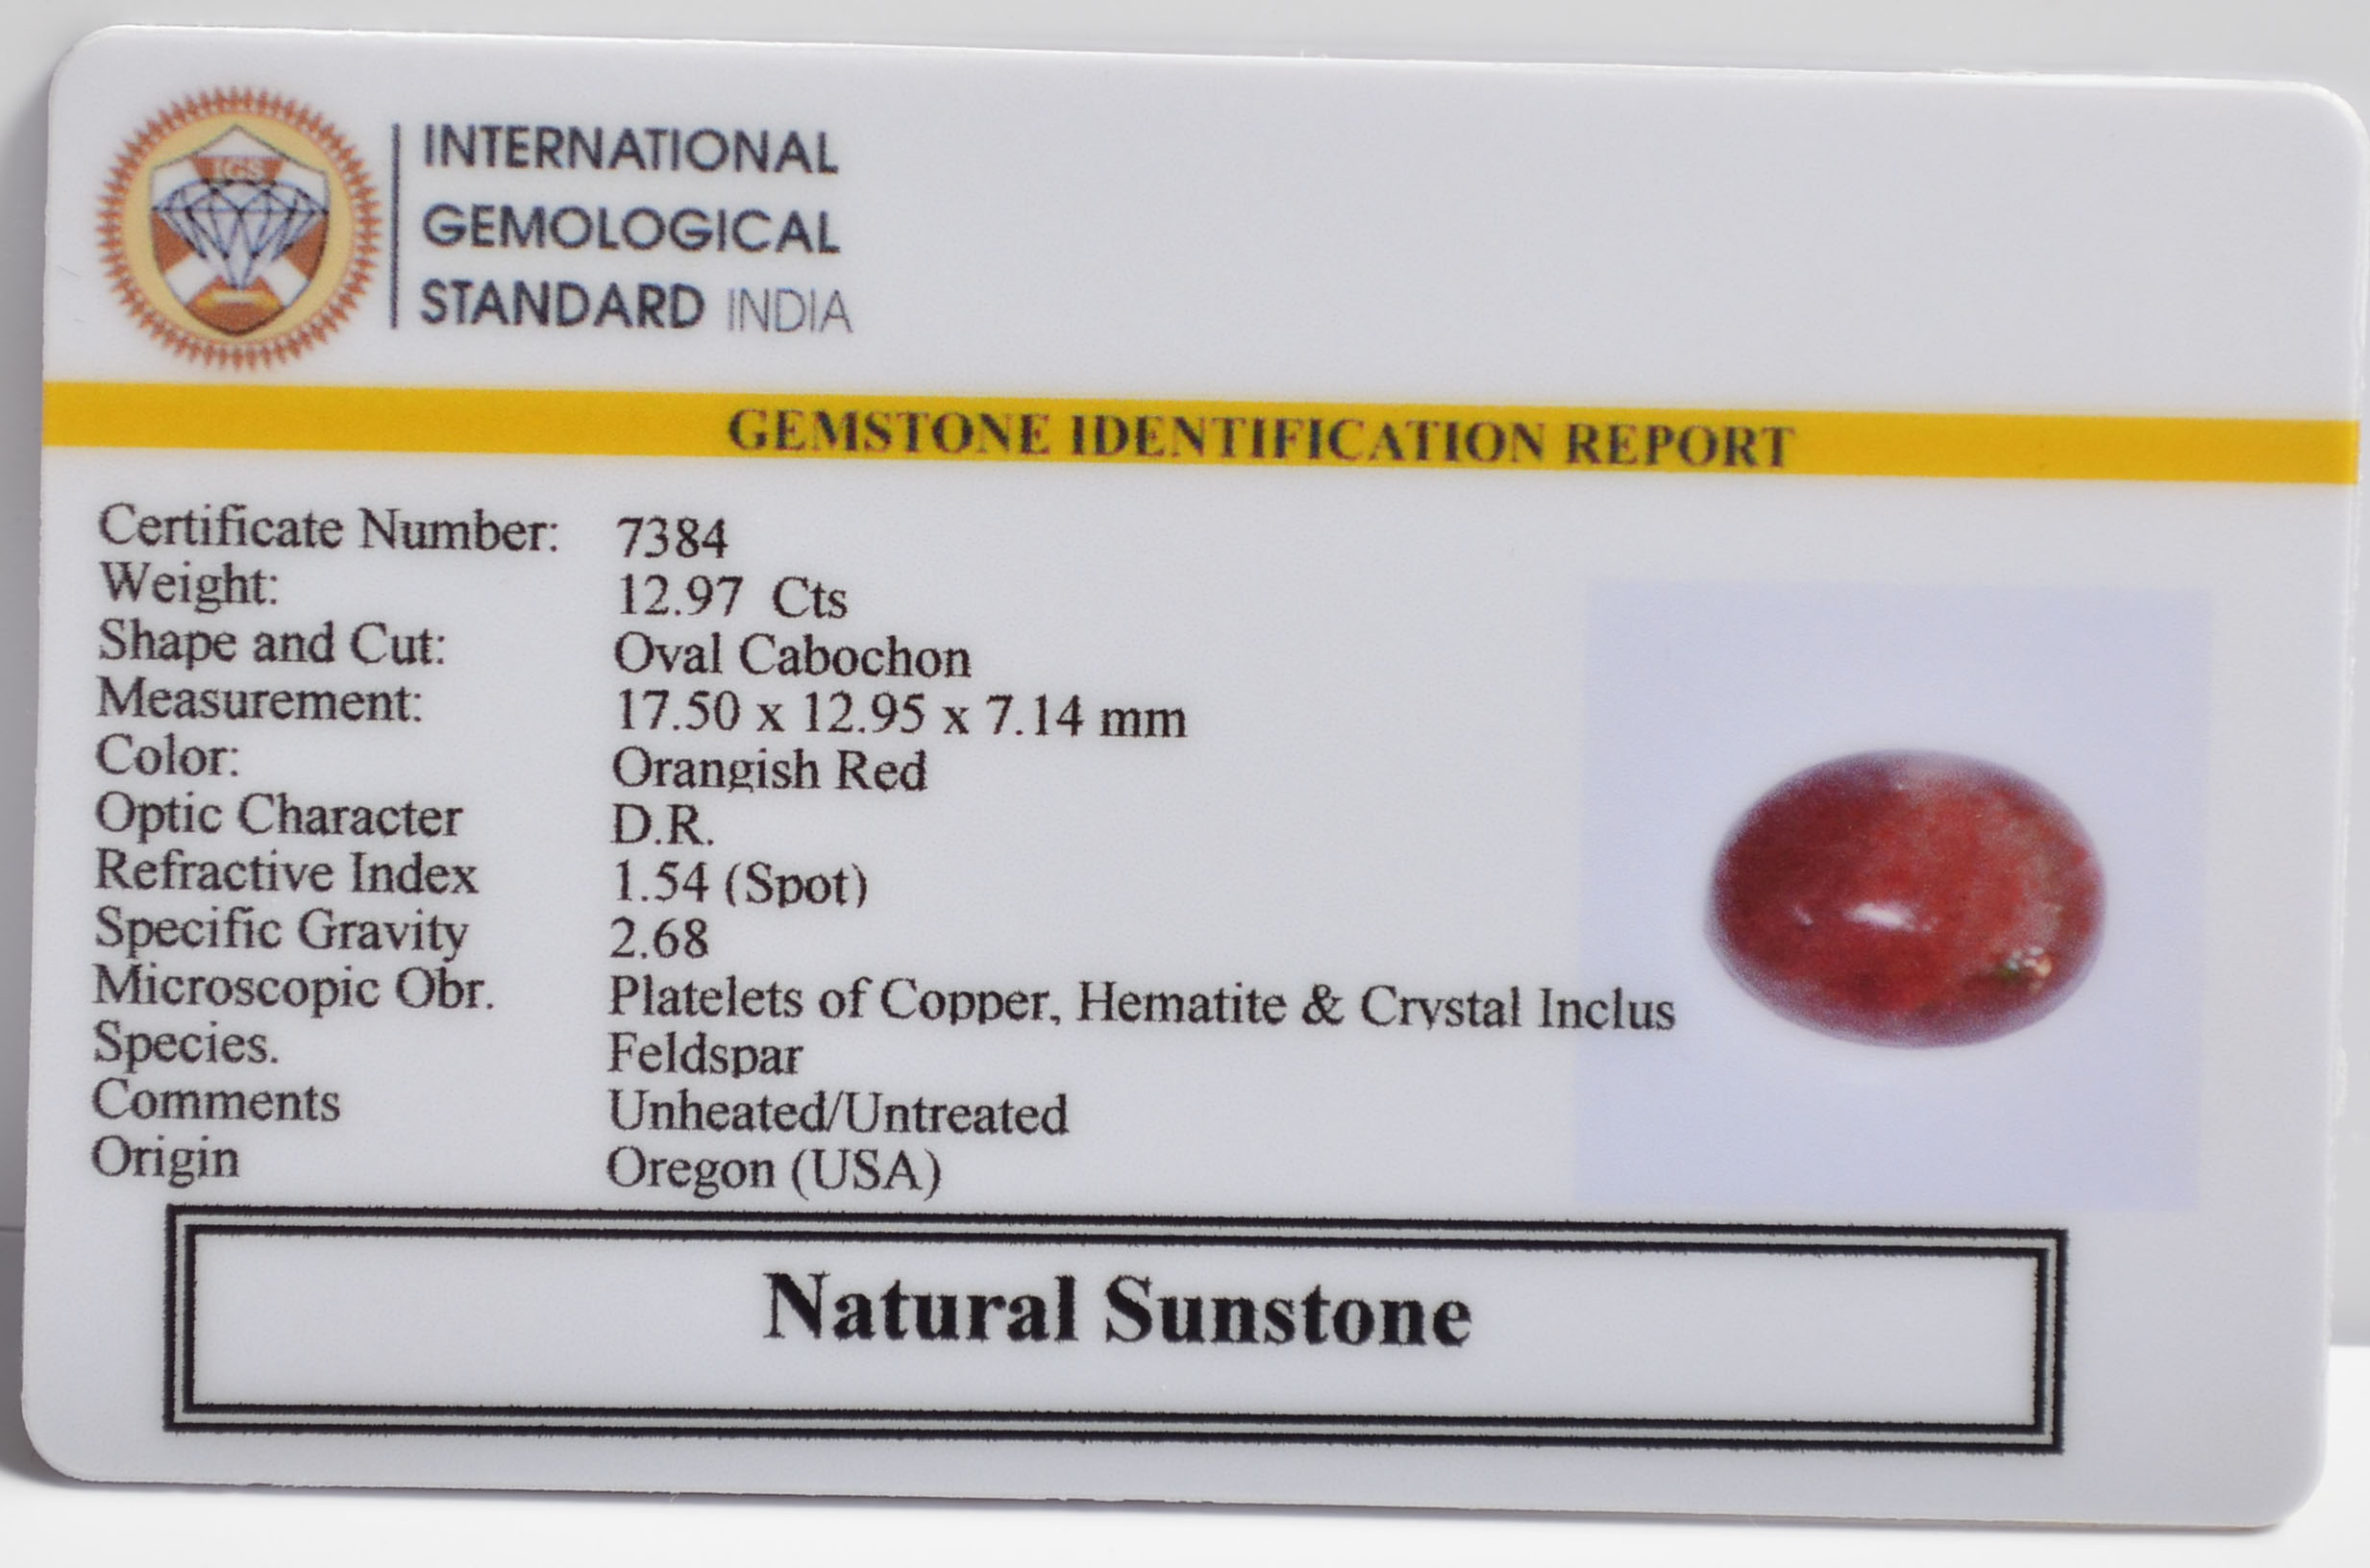 IGS
INTERNATIONAL
GEMOLOGICAL
STANDARD INDIA
GEMSTONE IDENTIFICATION REPORT
Certificate Number: 7384
Weight: 12.97 Cts
Shape and Cut: Oval Cabochon
Measurement: 17.50 x 12.95 x 7.14 mm
Color: Orangish Red
Optic Character D.R.
Refractive Index 1.54 (Spot)
Specific Gravity 2.68
Microscopic Obr. Platelets of Copper, Hematite & Crystal Inclus
Species. Feldspar
Comments Unheated/Untreated
Origin Oregon (USA)
Natural Sunstone